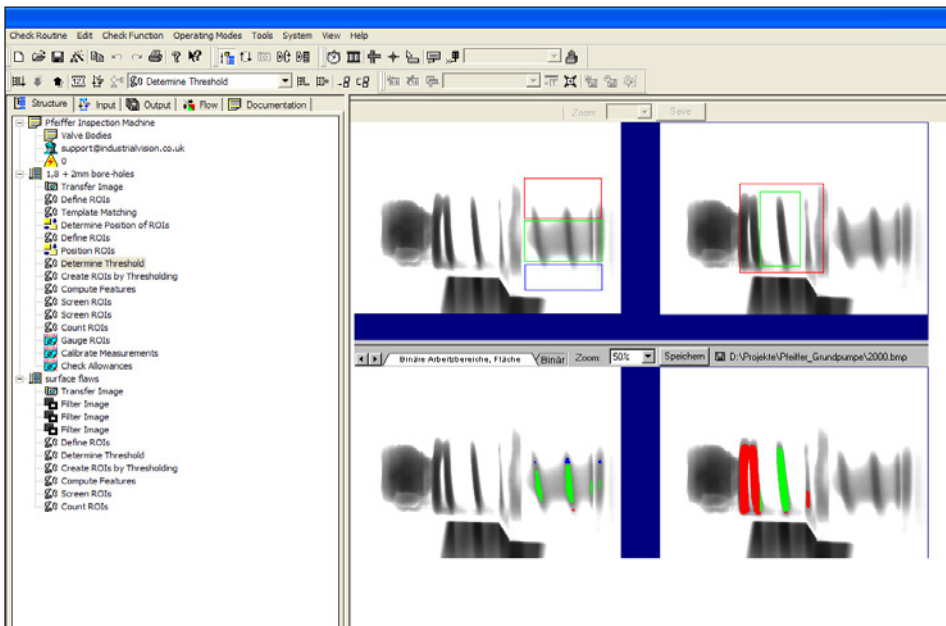 Check Routine Edit Check Function Operating Modes Tools System View Help
Determine Threshold
Structure Input Output Flow Documentation
Zoom: Save
Pfeiffer Inspection Machine
Valve Bodies
support@industrialvision.co.uk
0
1,8 + 2mm bore-holes
Transfer Image
Define ROIs
Template Matching
Determine Position of ROIs
Define ROIs
Position ROIs
Determine Threshold
Create ROIs by Thresholding
Compute Features
Screen ROIs
Screen ROIs
Count ROIs
Gauge ROIs
Calibrate Measurements
Check Allowances
surface flaws
Transfer Image
Filter Image
Filter Image
Filter Image
Define ROIs
Determine Threshold
Create ROIs by Thresholding
Compute Features
Screen ROIs
Count ROIs
Binäre Arbeitsbereiche, Fläche Binär Zoom: 50% Speichern D:\Projekte\Pfeiffer_Grundpumpe\2000.bmp